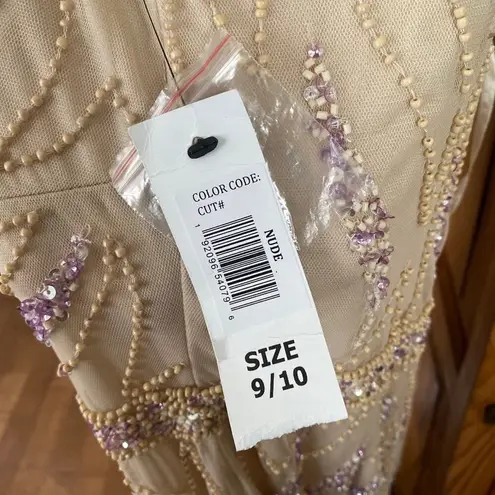 COLOR CODE:
CUT#
NUDE
1 92096 54079 6
SIZE
9/10